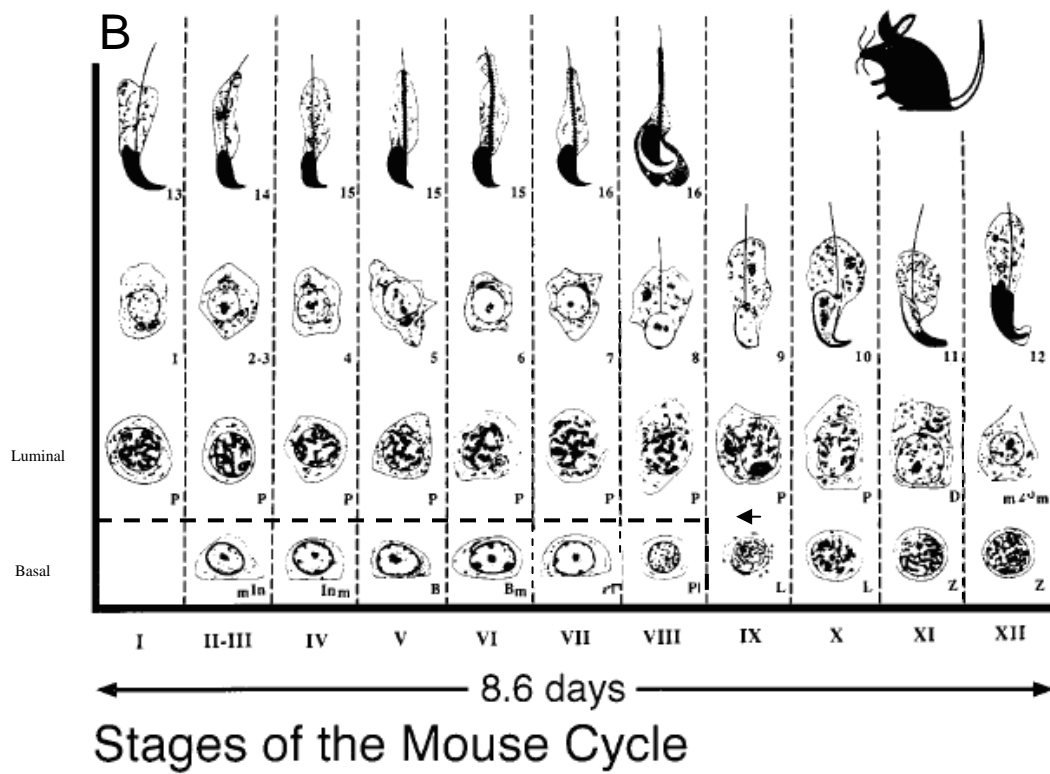 B
13 14 15 15 15 16 16
1 2-3 4 5 6 7 8 9 10 11 12
Luminal P P P P P P P P P D
Basal In In B B Pl L L Z Z
I II-III IV V VI VII VIII IX X XI XII
8.6 days
Stages of the Mouse Cycle